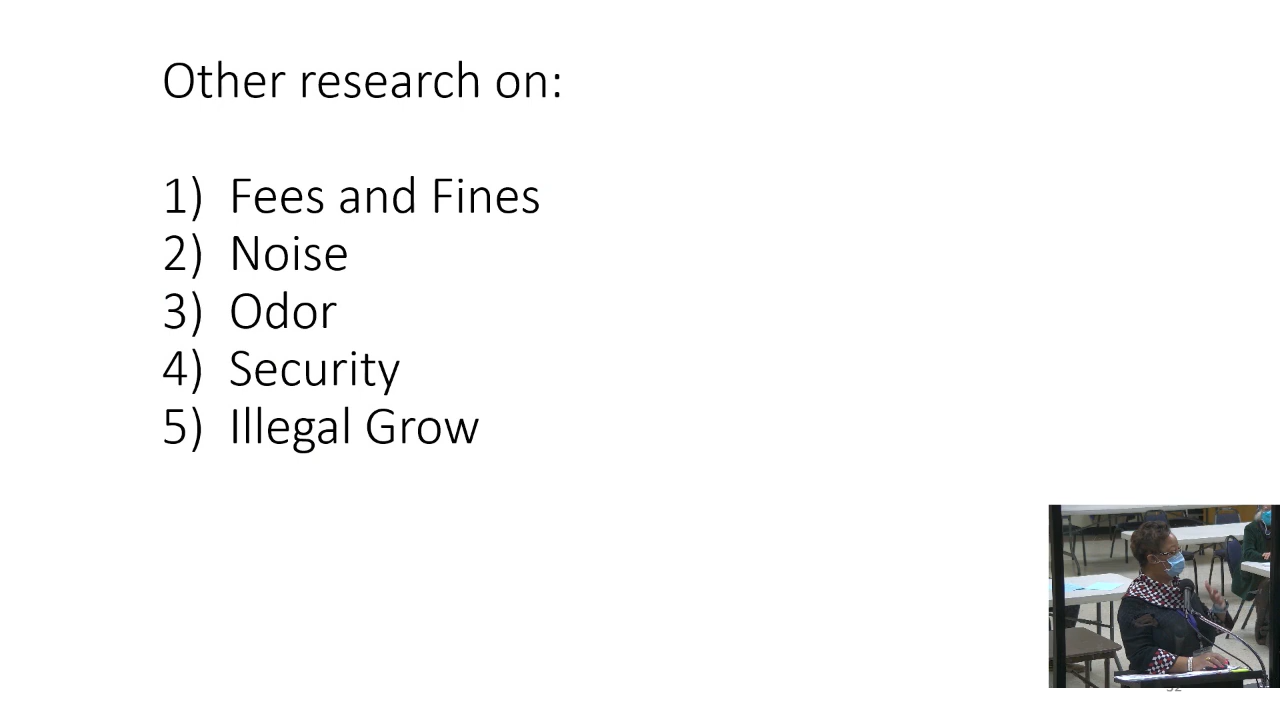 Other research on:
1) Fees and Fines
2) Noise
3) Odor
4) Security
5) Illegal Grow